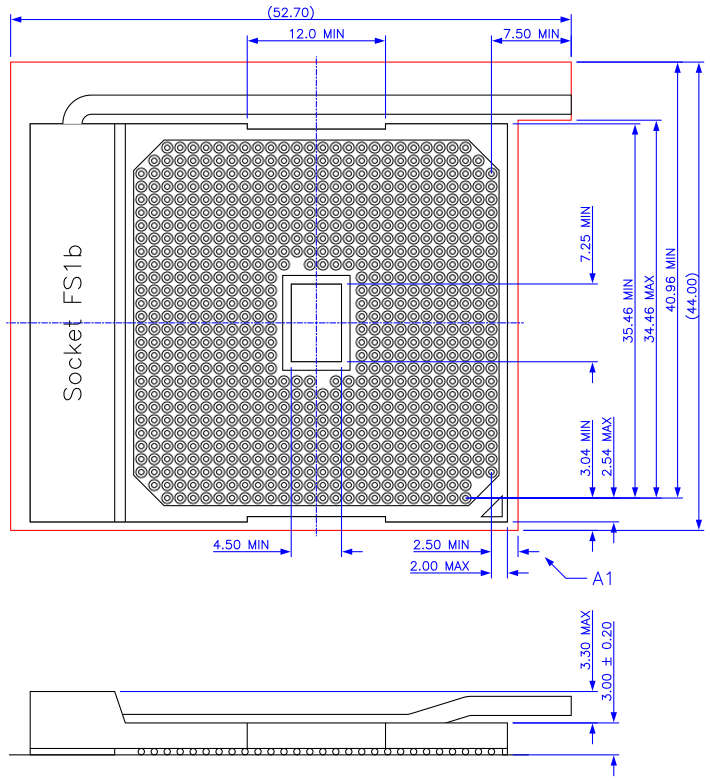 (52.70)
12.0 MIN
7.50 MIN
Socket FS1b
7.25 MIN
35.46 MIN
34.46 MAX
40.96 MIN
(44.00)
3.04 MIN
2.54 MAX
4.50 MIN
2.50 MIN
2.00 MAX
A1
3.30 MAX
3.00 ± 0.20